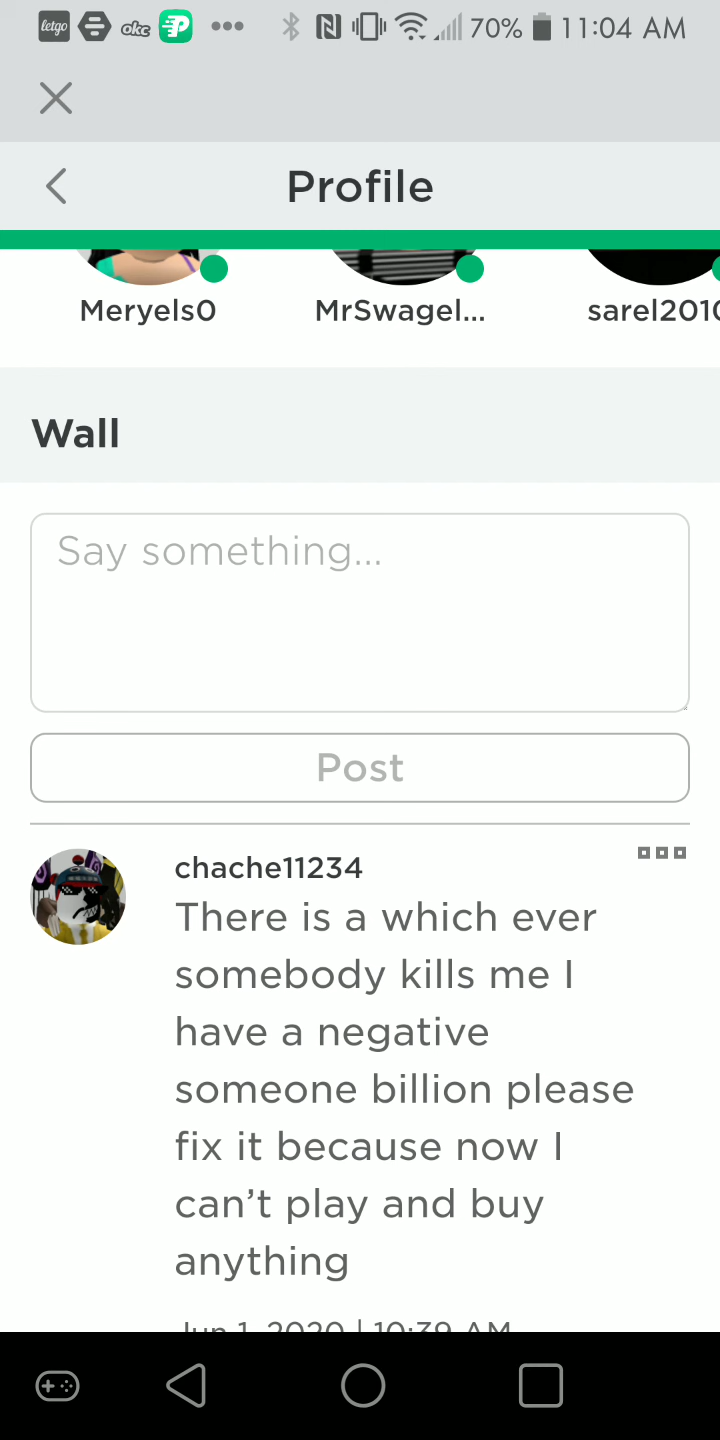 letgo okc 70% 11:04 AM
Profile
Meryels0 MrSwagel... sarel2010
Wall
Say something...
Post
chache11234
There is a which ever
somebody kills me I
have a negative
someone billion please
fix it because now I
can't play and buy
anything
Jun 1, 2020 | 10:39 AM